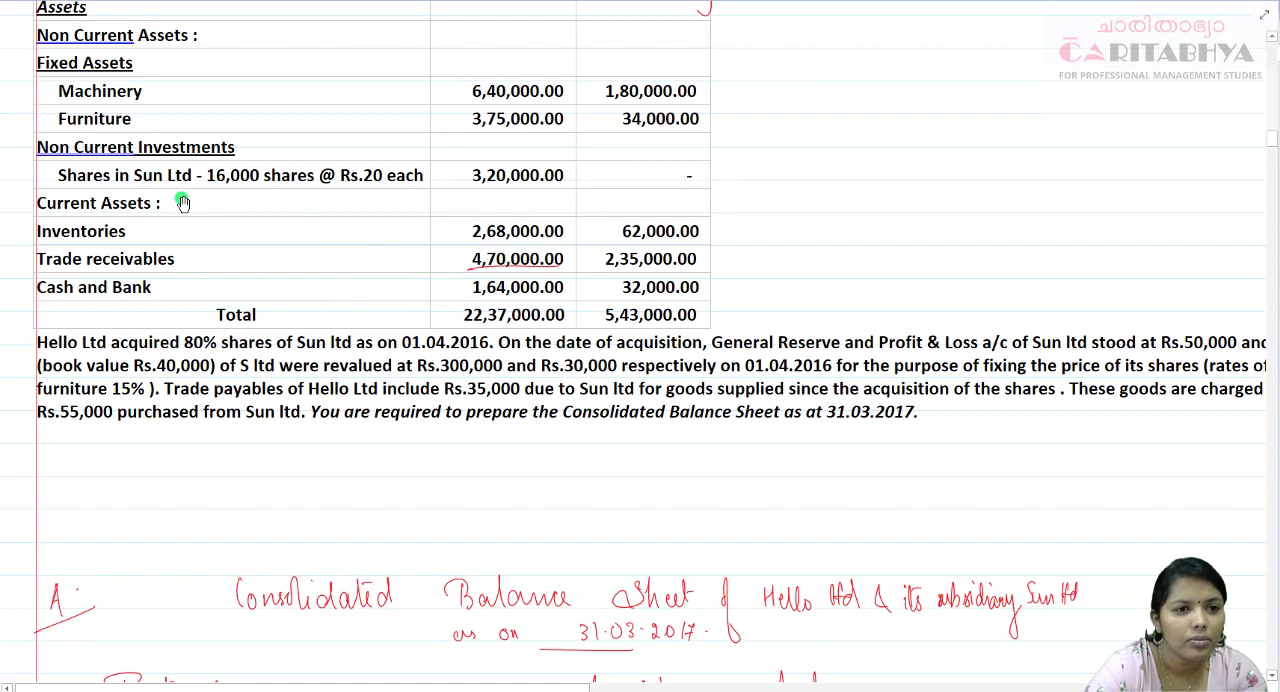 Assets
ചാരിതാഭ്യാ
CARITABHYA
FOR PROFESSIONAL MANAGEMENT STUDIES
Non Current Assets :
Fixed Assets
Machinery 6,40,000.00 1,80,000.00
Furniture 3,75,000.00 34,000.00
Non Current Investments
Shares in Sun Ltd - 16,000 shares @ Rs.20 each 3,20,000.00 -
Current Assets :
Inventories 2,68,000.00 62,000.00
Trade receivables 4,70,000.00 2,35,000.00
Cash and Bank 1,64,000.00 32,000.00
Total 22,37,000.00 5,43,000.00
Hello Ltd acquired 80% shares of Sun ltd as on 01.04.2016. On the date of acquisition, General Reserve and Profit & Loss a/c of Sun ltd stood at Rs.50,000 and
(book value Rs.40,000) of S ltd were revalued at Rs.300,000 and Rs.30,000 respectively on 01.04.2016 for the purpose of fixing the price of its shares (rates of
furniture 15% ). Trade payables of Hello Ltd include Rs.35,000 due to Sun ltd for goods supplied since the acquisition of the shares . These goods are charged
Rs.55,000 purchased from Sun ltd. You are required to prepare the Consolidated Balance Sheet as at 31.03.2017.
A: Consolidated Balance Sheet of Hello ltd & its subsidiary Sun ltd
as on 31.03.2017.